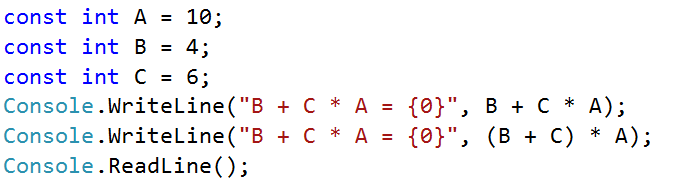 const int A = 10;
const int B = 4;
const int C = 6;
Console.WriteLine("B + C * A = {0}", B + C * A);
Console.WriteLine("B + C * A = {0}", (B + C) * A);
Console.ReadLine();